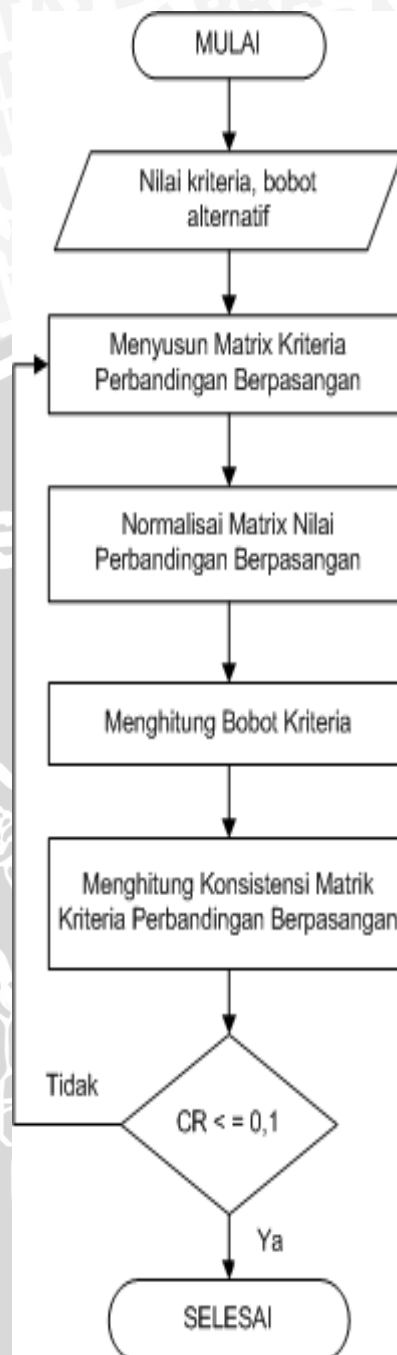 MULAI
Nilai kriteria, bobot
alternatif
Menyusun Matrix Kriteria
Perbandingan Berpasangan
Normalisai Matrix Nilai
Perbandingan Berpasangan
Menghitung Bobot Kriteria
Menghitung Konsistensi Matrik
Kriteria Perbandingan Berpasangan
Tidak
CR < = 0,1
Ya
SELESAI